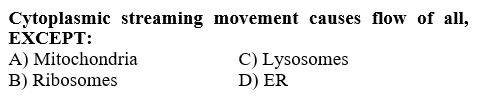 Cytoplasmic streaming movement causes flow of all,
EXCEPT:
A) Mitochondria C) Lysosomes
B) Ribosomes D) ER